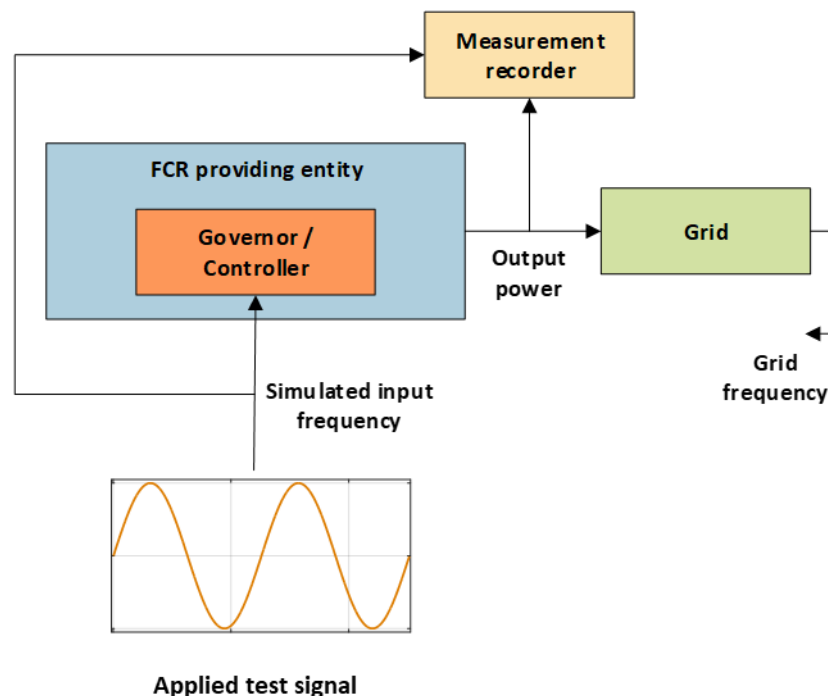 Measurement
recorder
FCR providing entity
Governor /
Controller
Output
power
Grid
Grid
frequency
Simulated input
frequency
Applied test signal